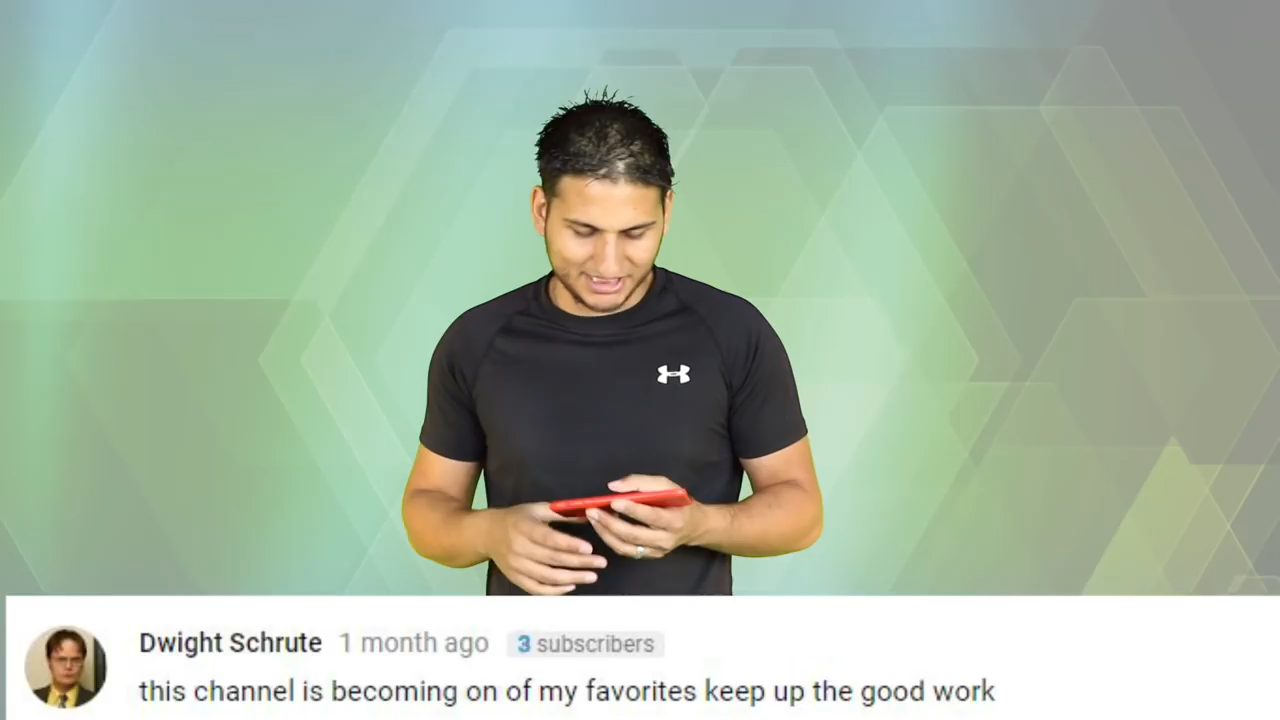 Dwight Schrute 1 month ago 3 subscribers
this channel is becoming on of my favorites keep up the good work